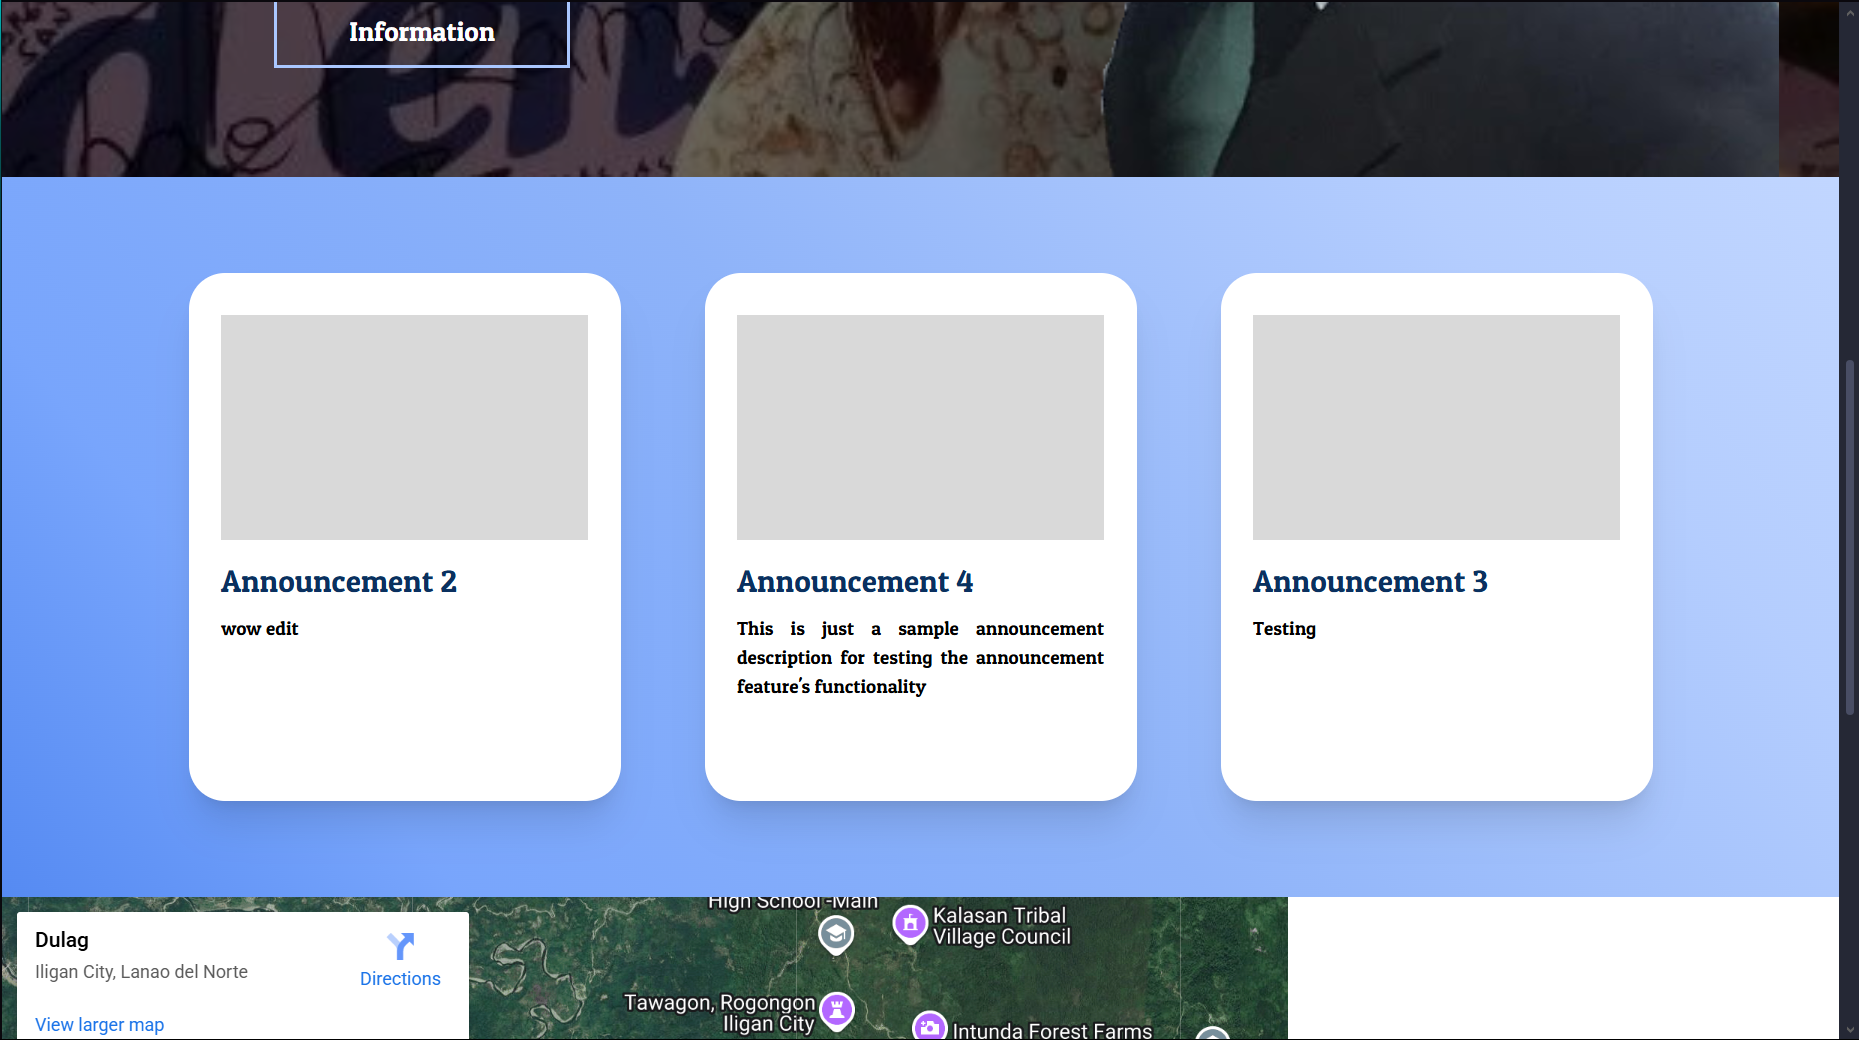 Information
Announcement 2
wow edit
Announcement 4
This is just a sample announcement
description for testing the announcement
feature's functionality
Announcement 3
Testing
Dulag
Iligan City, Lanao del Norte
Directions
View larger map
High School -Main
Kalasan Tribal
Village Council
Tawagon, Rogongon
Iligan City
Intunda Forest Farms